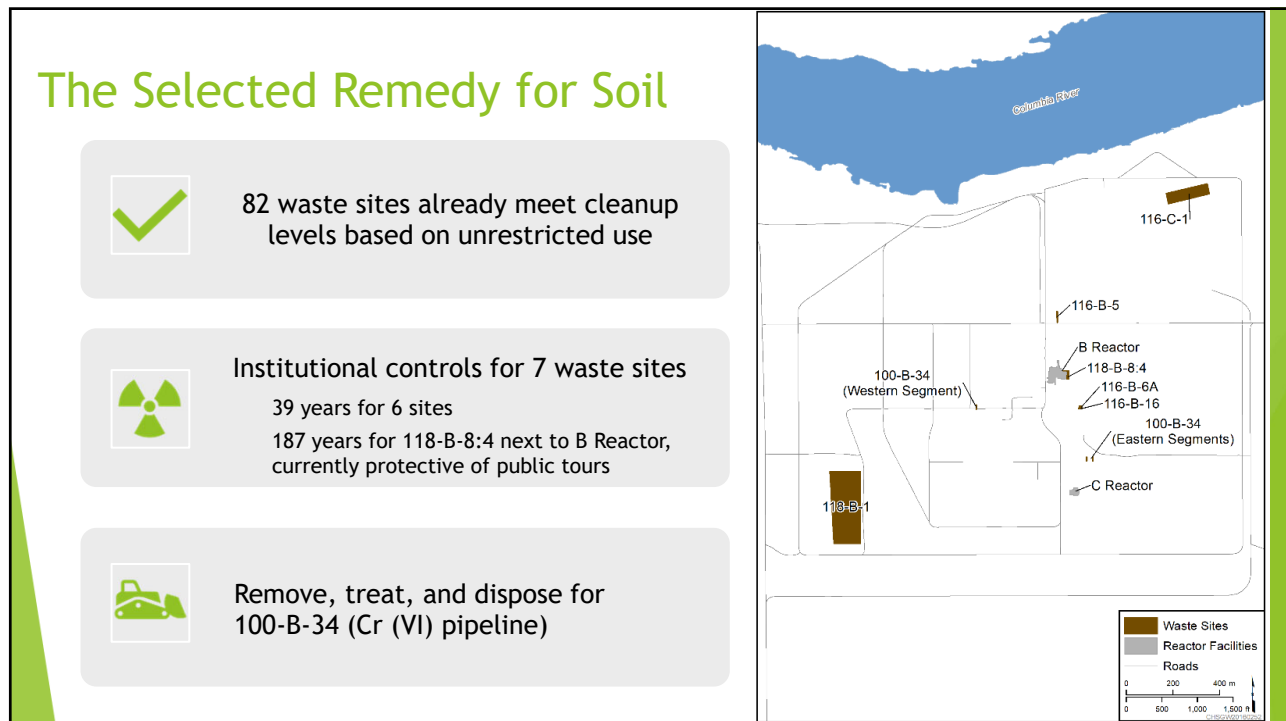 The Selected Remedy for Soil
82 waste sites already meet cleanup
levels based on unrestricted use
Institutional controls for 7 waste sites
39 years for 6 sites
187 years for 118-B-8:4 next to B Reactor,
currently protective of public tours
Remove, treat, and dispose for
100-B-34 (Cr (VI) pipeline)
Columbia River
116-C-1
116-B-5
B Reactor
118-B-8:4
100-B-34
(Western Segment)
116-B-6A
116-B-16
100-B-34
(Eastern Segments)
C Reactor
118-B-1
Waste Sites
Reactor Facilities
Roads
0 200 400 m
0 500 1,000 1,500 ft
CHSGW20160252